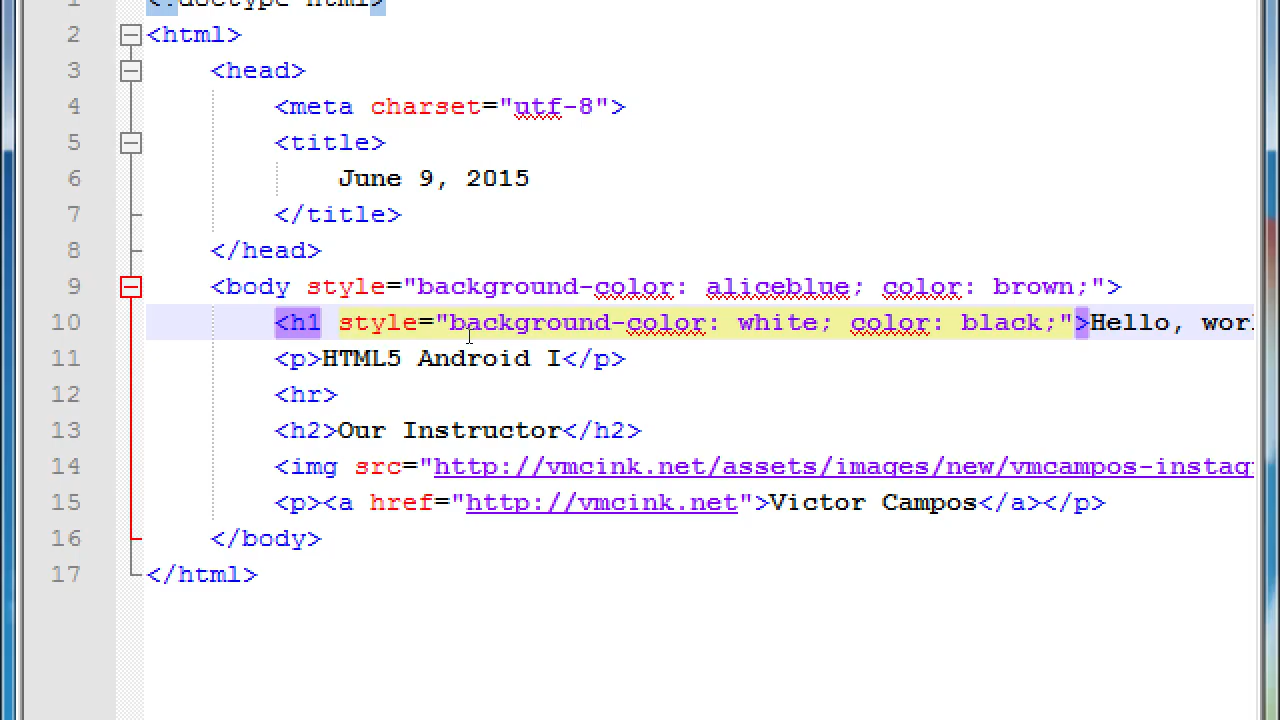 1 <!doctype html>
2 <html>
3 <head>
4 <meta charset="utf-8">
5 <title>
6 June 9, 2015
7 </title>
8 </head>
9 <body style="background-color: aliceblue; color: brown;">
10 <h1 style="background-color: white; color: black;">Hello, wor
11 <p>HTML5 Android I</p>
12 <hr>
13 <h2>Our Instructor</h2>
14 <img src="http://vmcink.net/assets/images/new/vmcampos-instag
15 <p><a href="http://vmcink.net">Victor Campos</a></p>
16 </body>
17 </html>